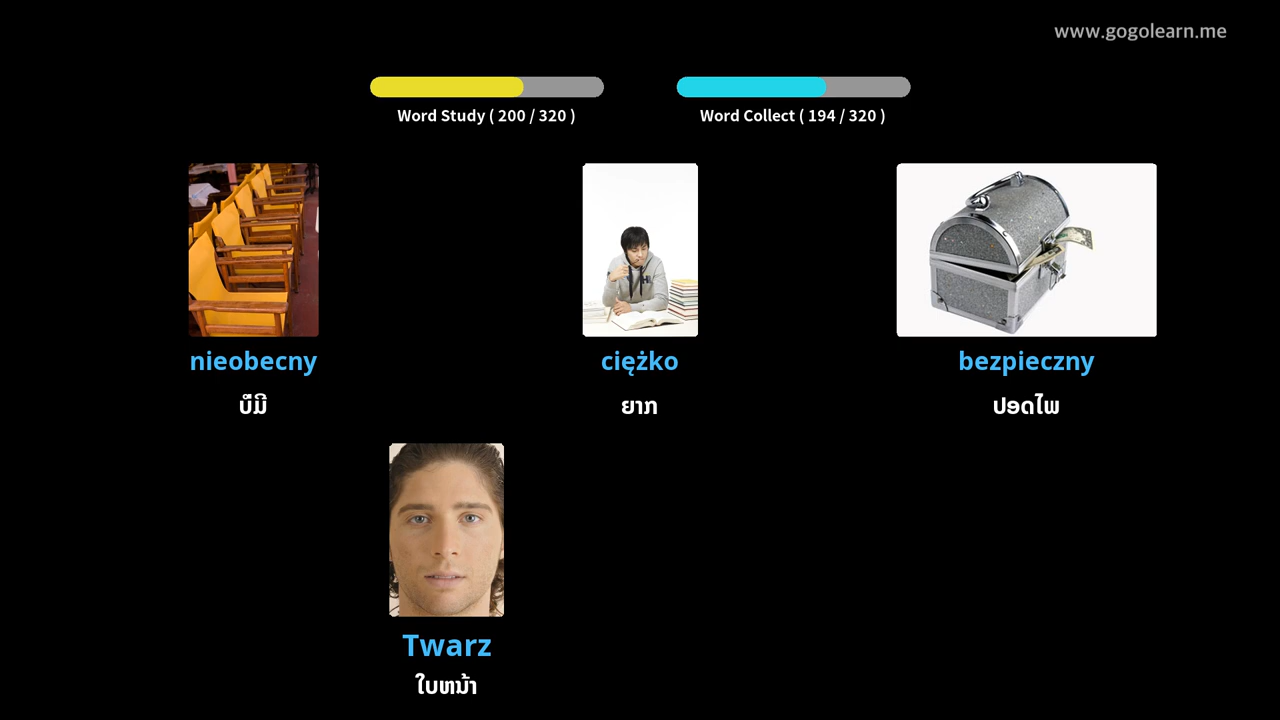 www.gogolearn.me
Word Study ( 200 / 320 )
Word Collect ( 194 / 320 )
nieobecny
ciężko
bezpieczny
ບໍ່ມີ
ຍາກ
ປອດໄພ
Twarz
ໃບຫນ້າ